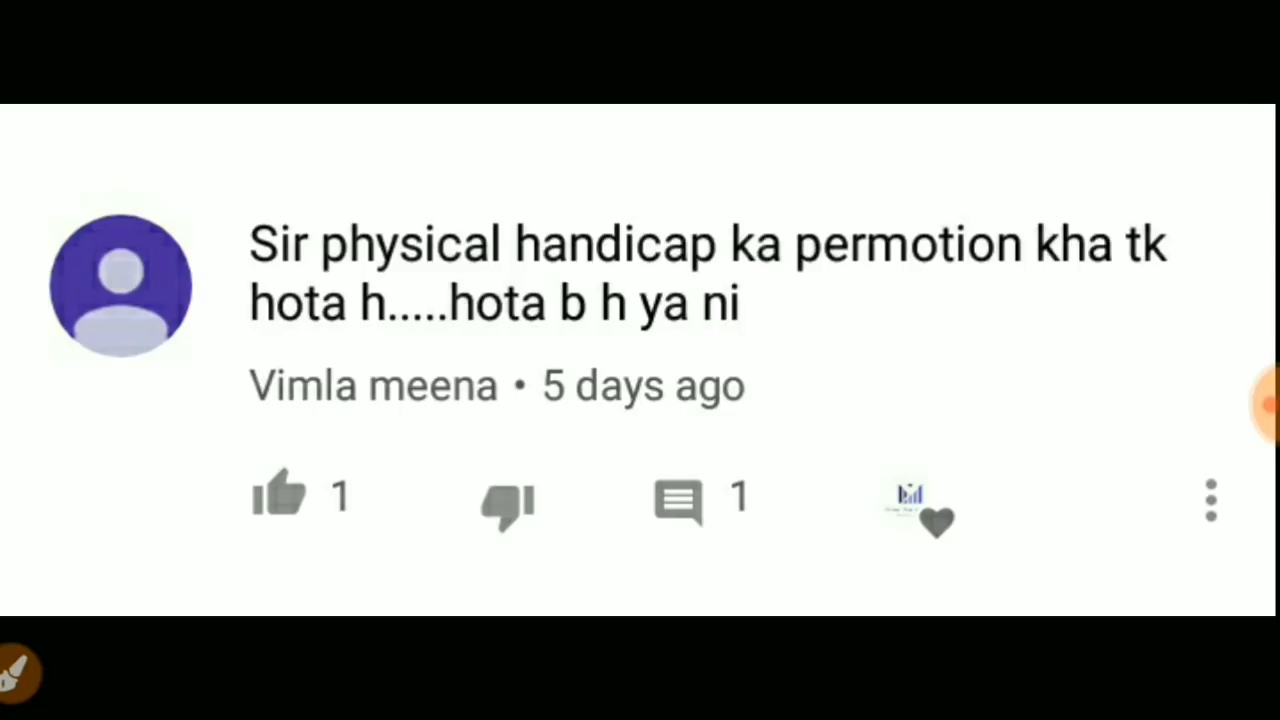 Sir physical handicap ka permotion kha tk
hota h.....hota b h ya ni
Vimla meena • 5 days ago
1
1